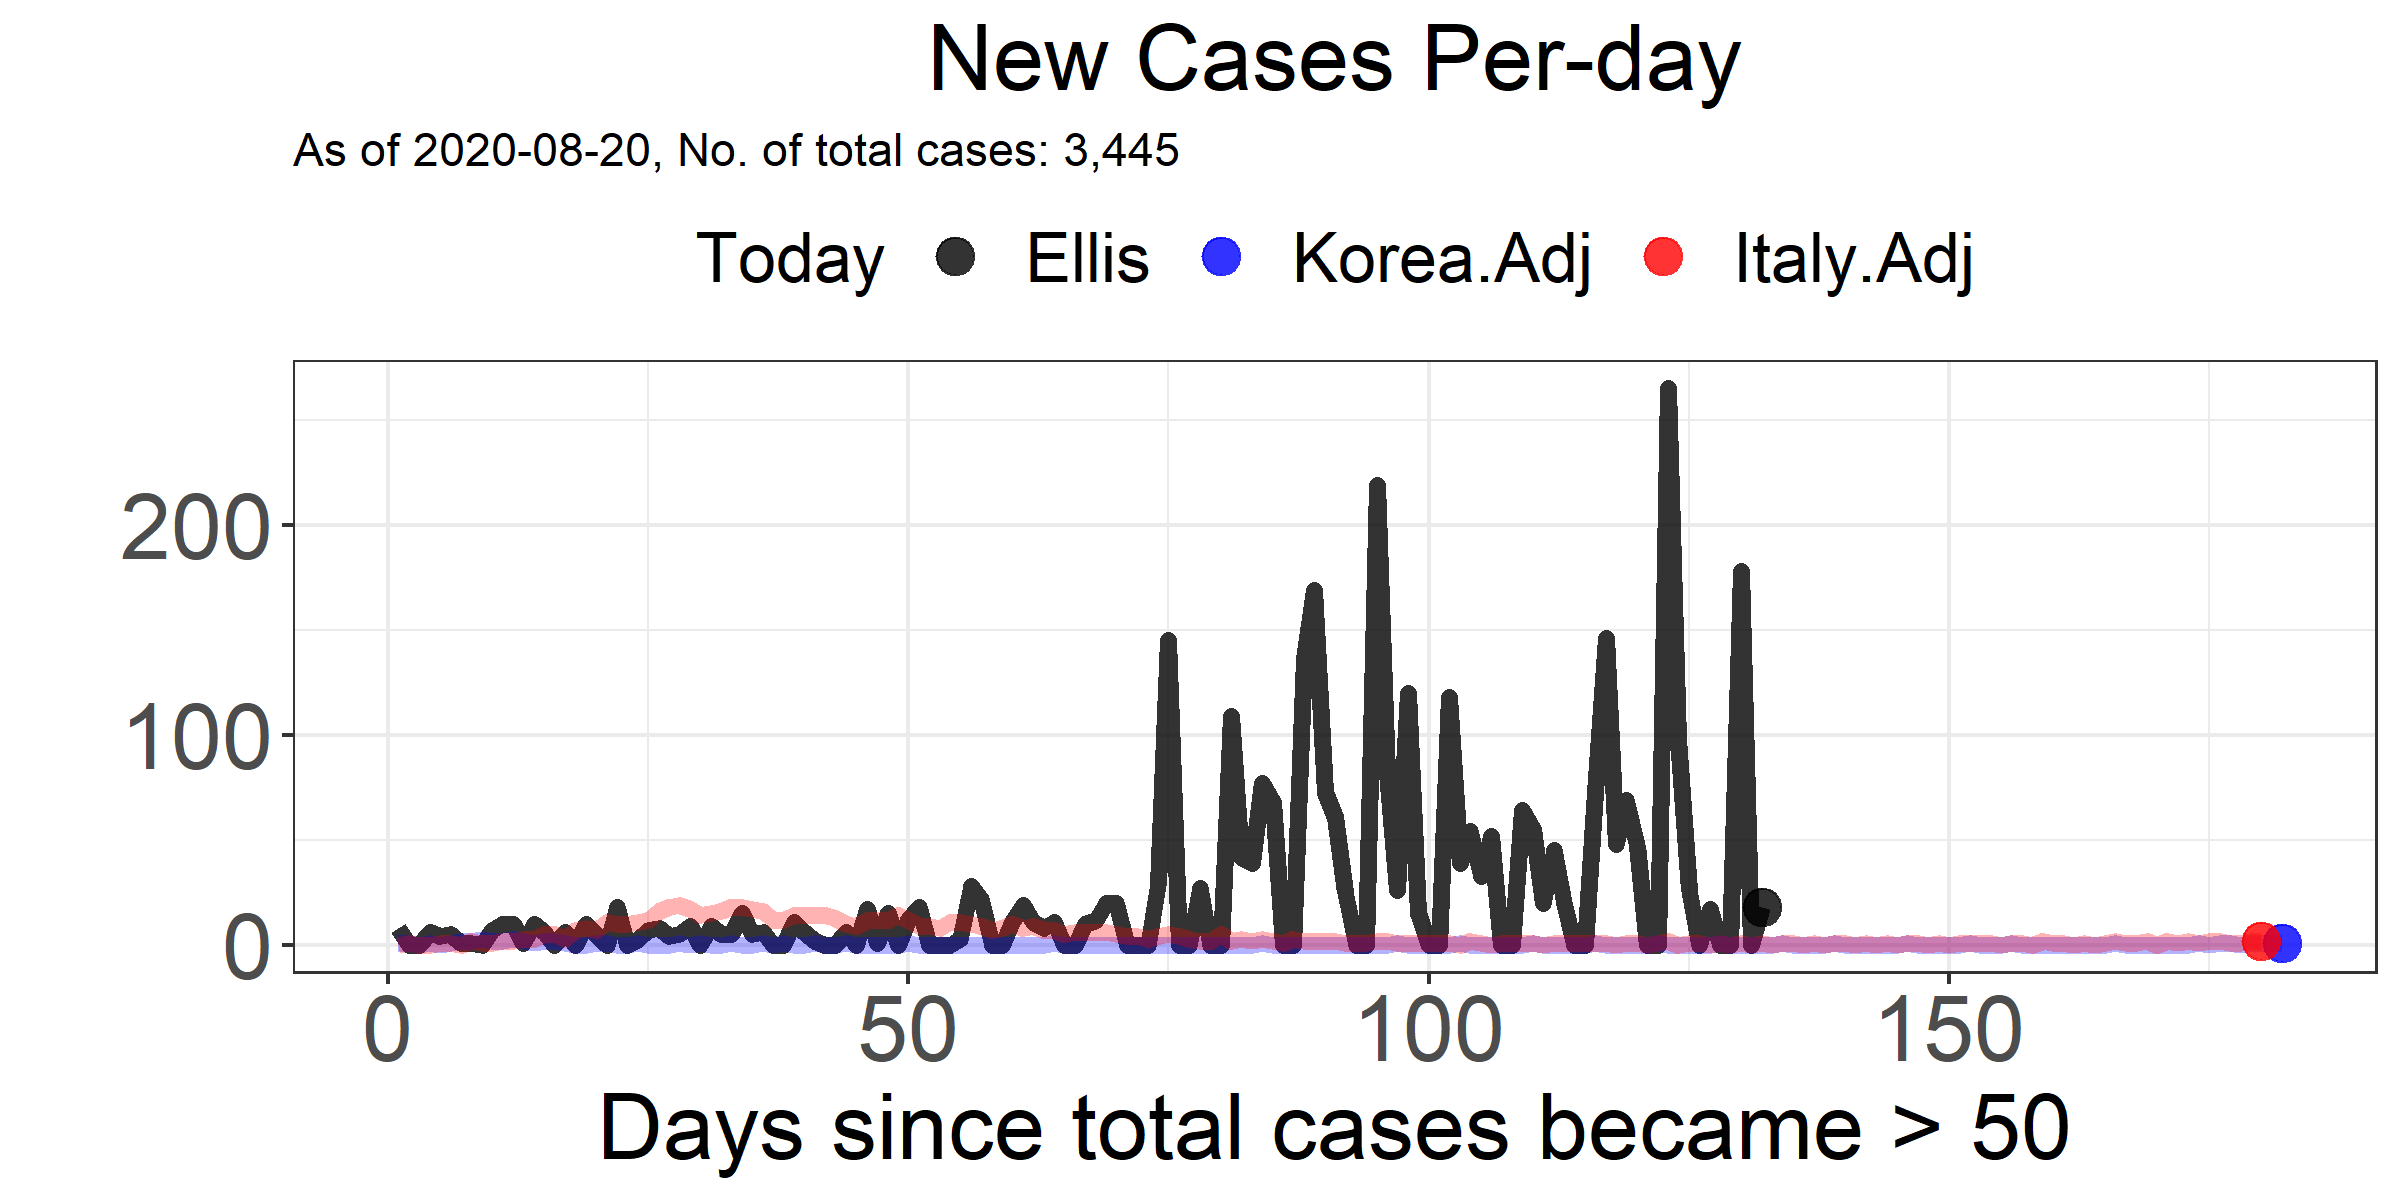 New Cases Per-day
As of 2020-08-20, No. of total cases: 3,445
Today Ellis Korea.Adj Italy.Adj
200
100
0
0 50 100 150
Days since total cases became > 50